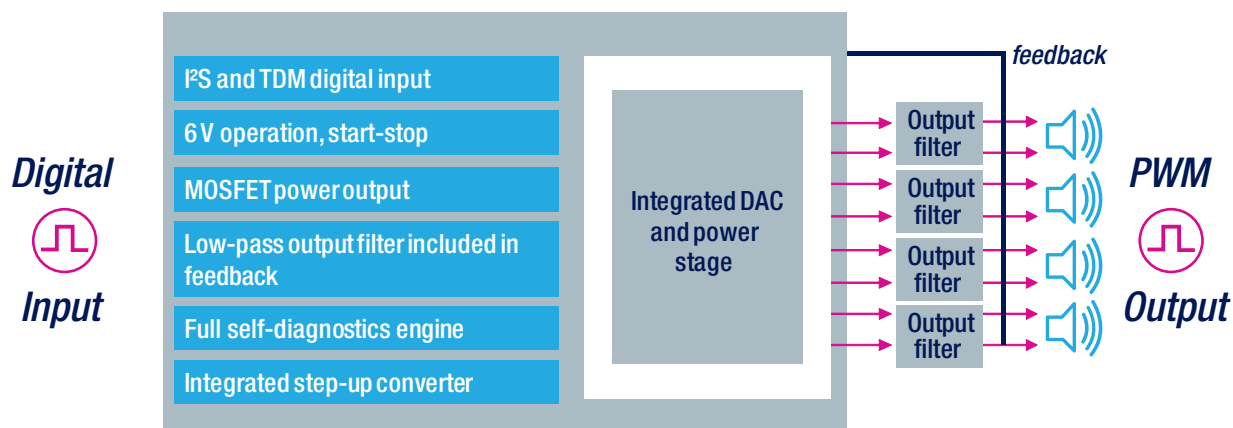 Digital
Input
I²S and TDM digital input
6 V operation, start-stop
MOSFET power output
Low-pass output filter included in
feedback
Full self-diagnostics engine
Integrated step-up converter
Integrated DAC
and power
stage
feedback
Output
filter
Output
filter
Output
filter
Output
filter
PWM
Output